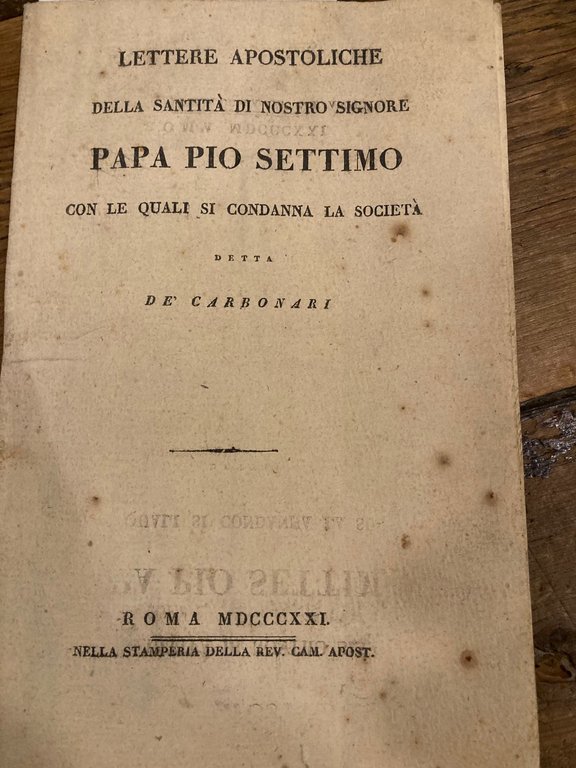 LETTERE APOSTOLICHE
DELLA SANTITÀ DI NOSTRO SIGNORE
PAPA PIO SETTIMO
CON LE QUALI SI CONDANNA LA SOCIETÀ
DETTA
DE' CARBONARI
ROMA MDCCCXXI.
NELLA STAMPERIA DELLA REV. CAM. APOST.